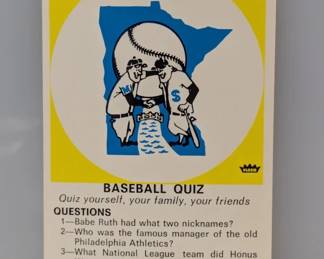 M
S
FLEER
BASEBALL QUIZ
Quiz yourself, your family, your friends
QUESTIONS
1—Babe Ruth had what two nicknames?
2—Who was the famous manager of the old
Philadelphia Athletics?
3—What National League team did Honus